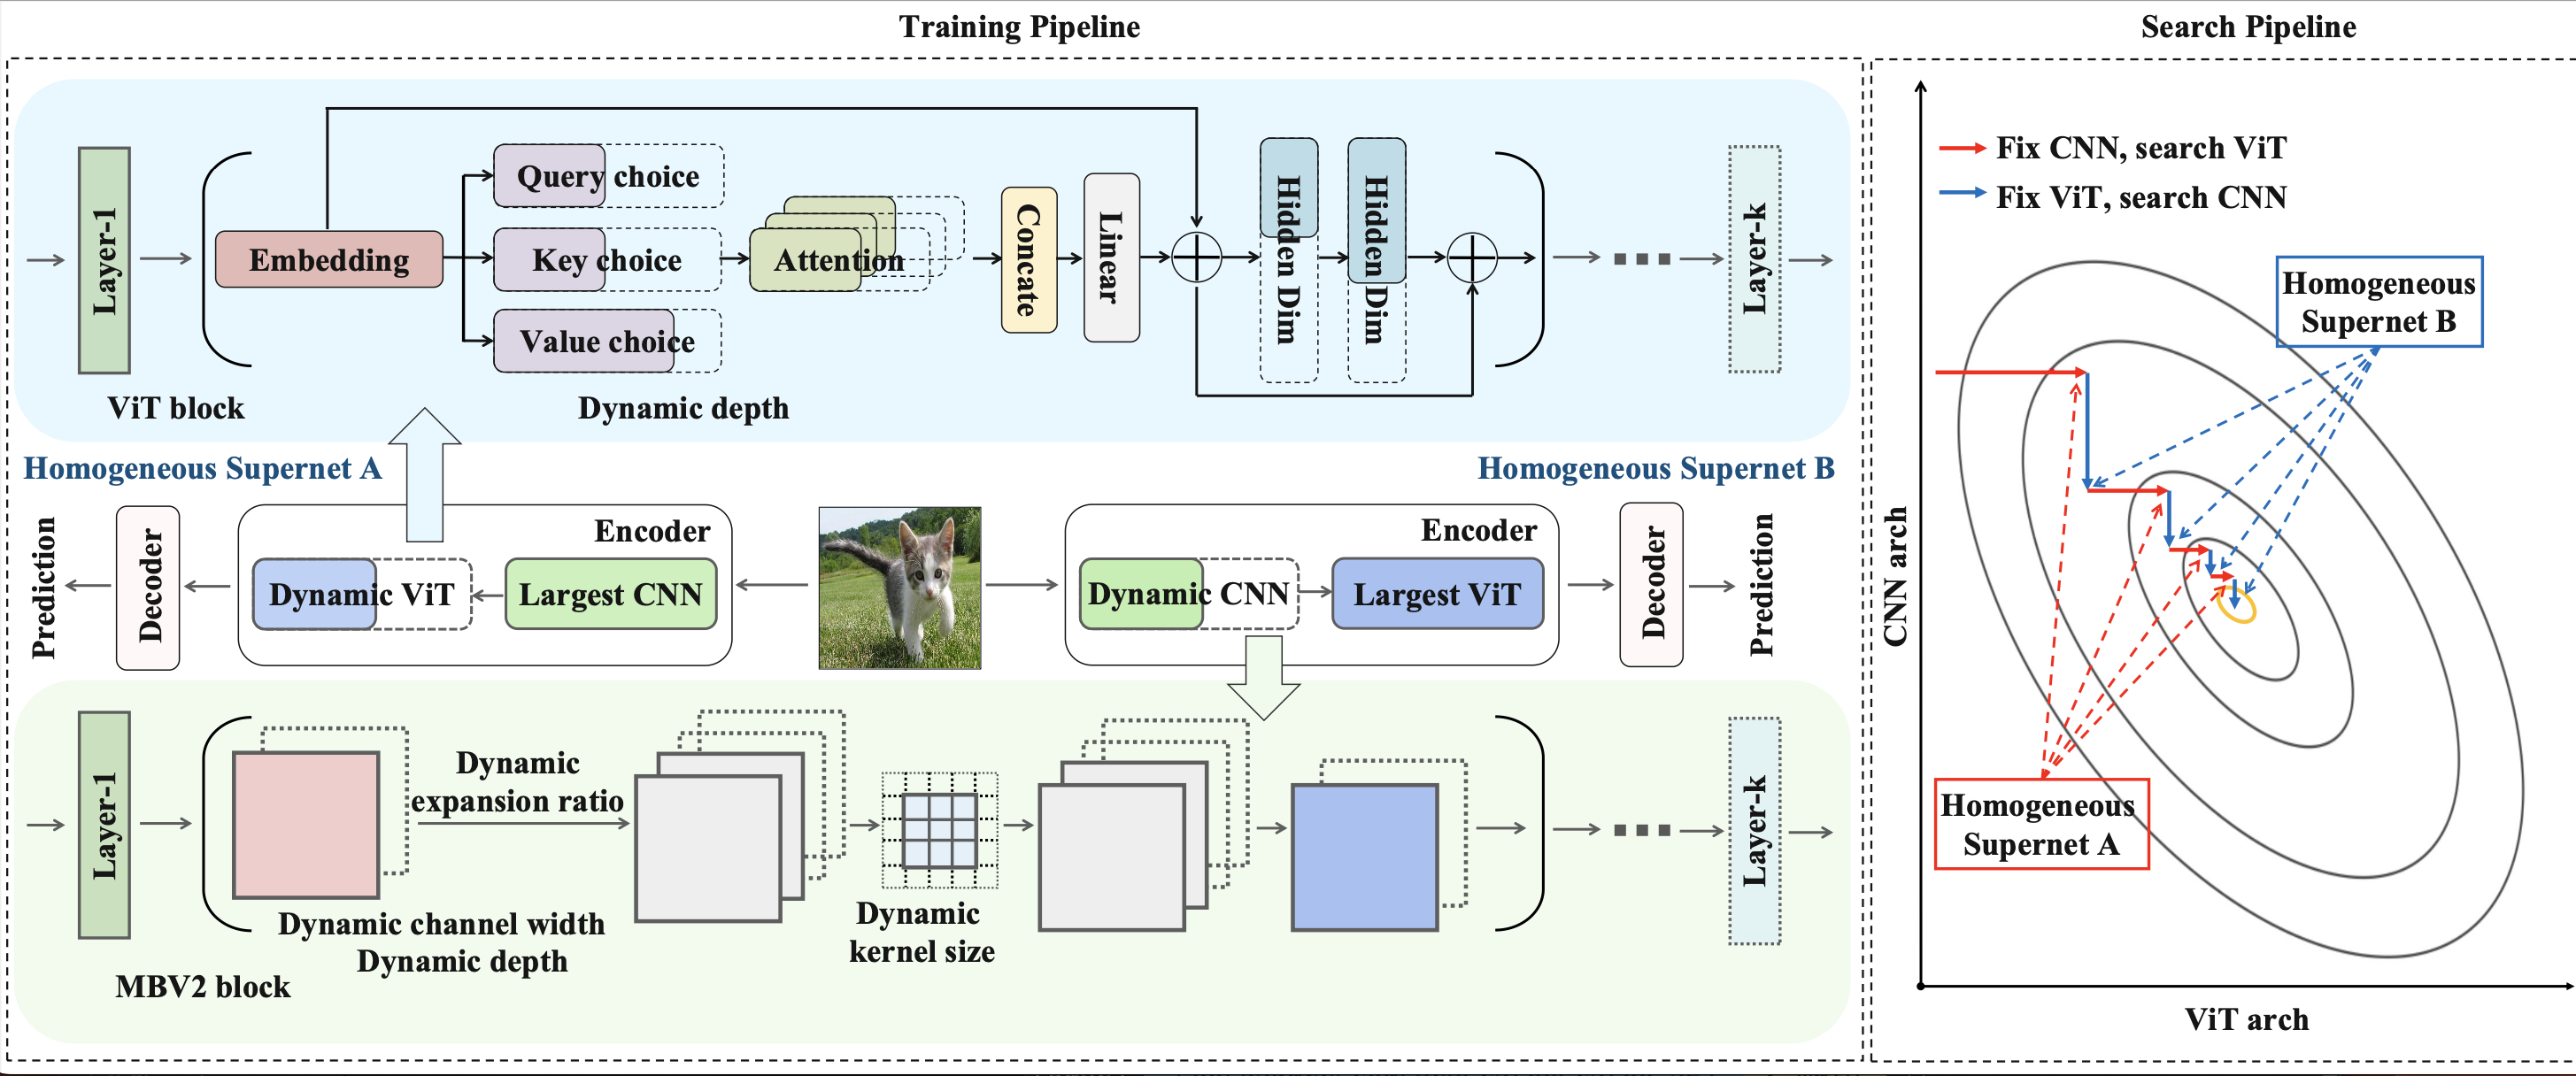 Training Pipeline
Search Pipeline
Layer-1
Embedding
Query choice
Key choice
Value choice
Attention
Concate
Linear
Hidden Dim
Hidden Dim
Layer-k
ViT block
Dynamic depth
Homogeneous Supernet A
Homogeneous Supernet B
Prediction
Decoder
Encoder
Dynamic ViT
Largest CNN
Encoder
Dynamic CNN
Largest ViT
Decoder
Prediction
Layer-1
Dynamic
expansion ratio
Dynamic channel width
Dynamic depth
Dynamic
kernel size
Layer-k
MBV2 block
Fix CNN, search ViT
Fix ViT, search CNN
Homogeneous
Supernet B
CNN arch
Homogeneous
Supernet A
ViT arch